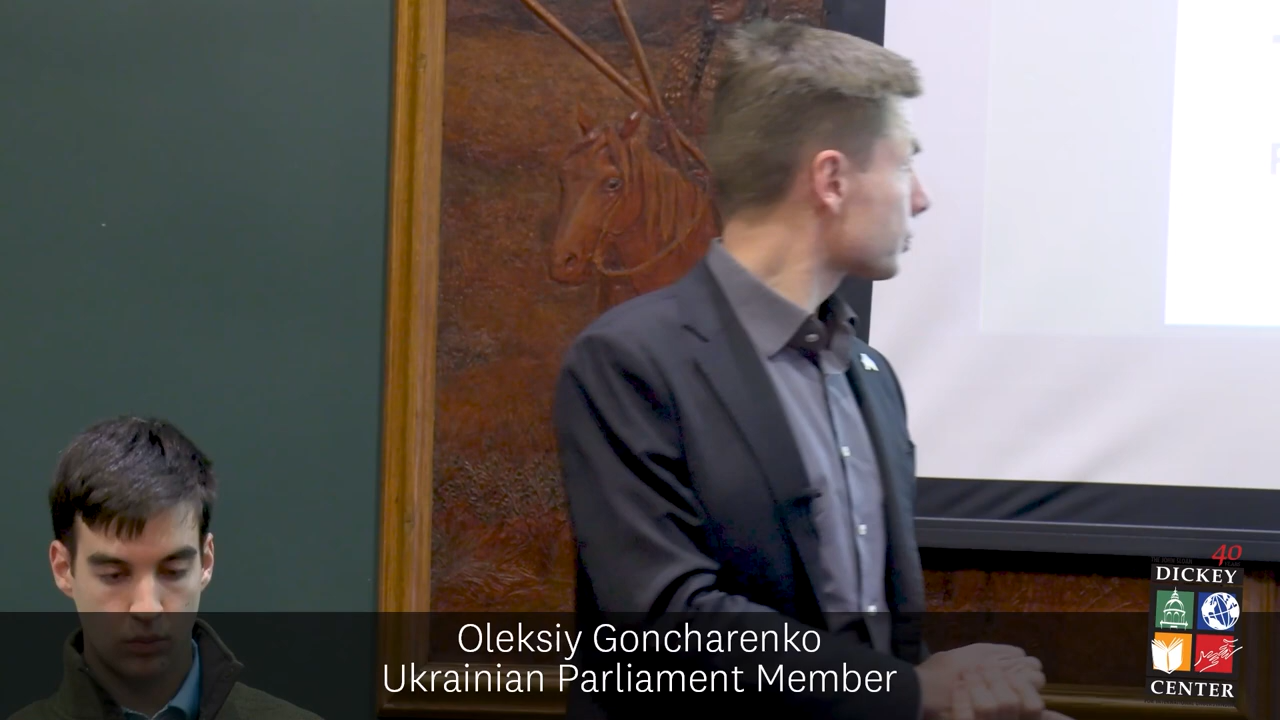 Oleksiy Goncharenko
Ukrainian Parliament Member
40
DICKEY
CENTER